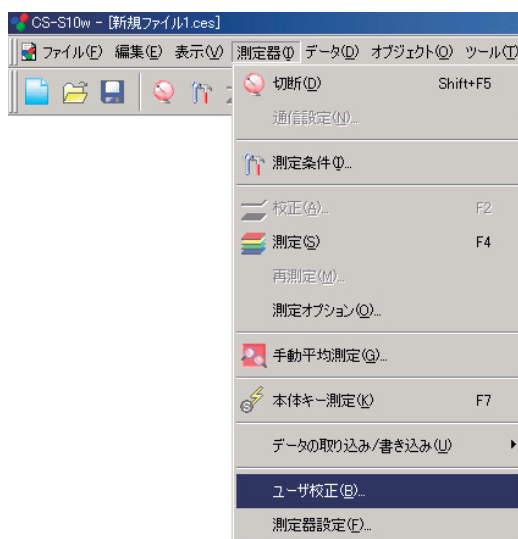 CS-S10w - [新規ファイル1.ces]
ファイル(F) 編集(E) 表示(V) 測定器(I) データ(D) オブジェクト(O) ツール(T)
切断(D) Shift+F5
通信設定(N)...
測定条件(I)...
校正(A)... F2
測定(S) F4
再測定(M)...
測定オプション(O)...
手動平均測定(G)...
本体キー測定(K) F7
データの取り込み/書き込み(U)
ユーザ校正(B)...
測定器設定(F)...